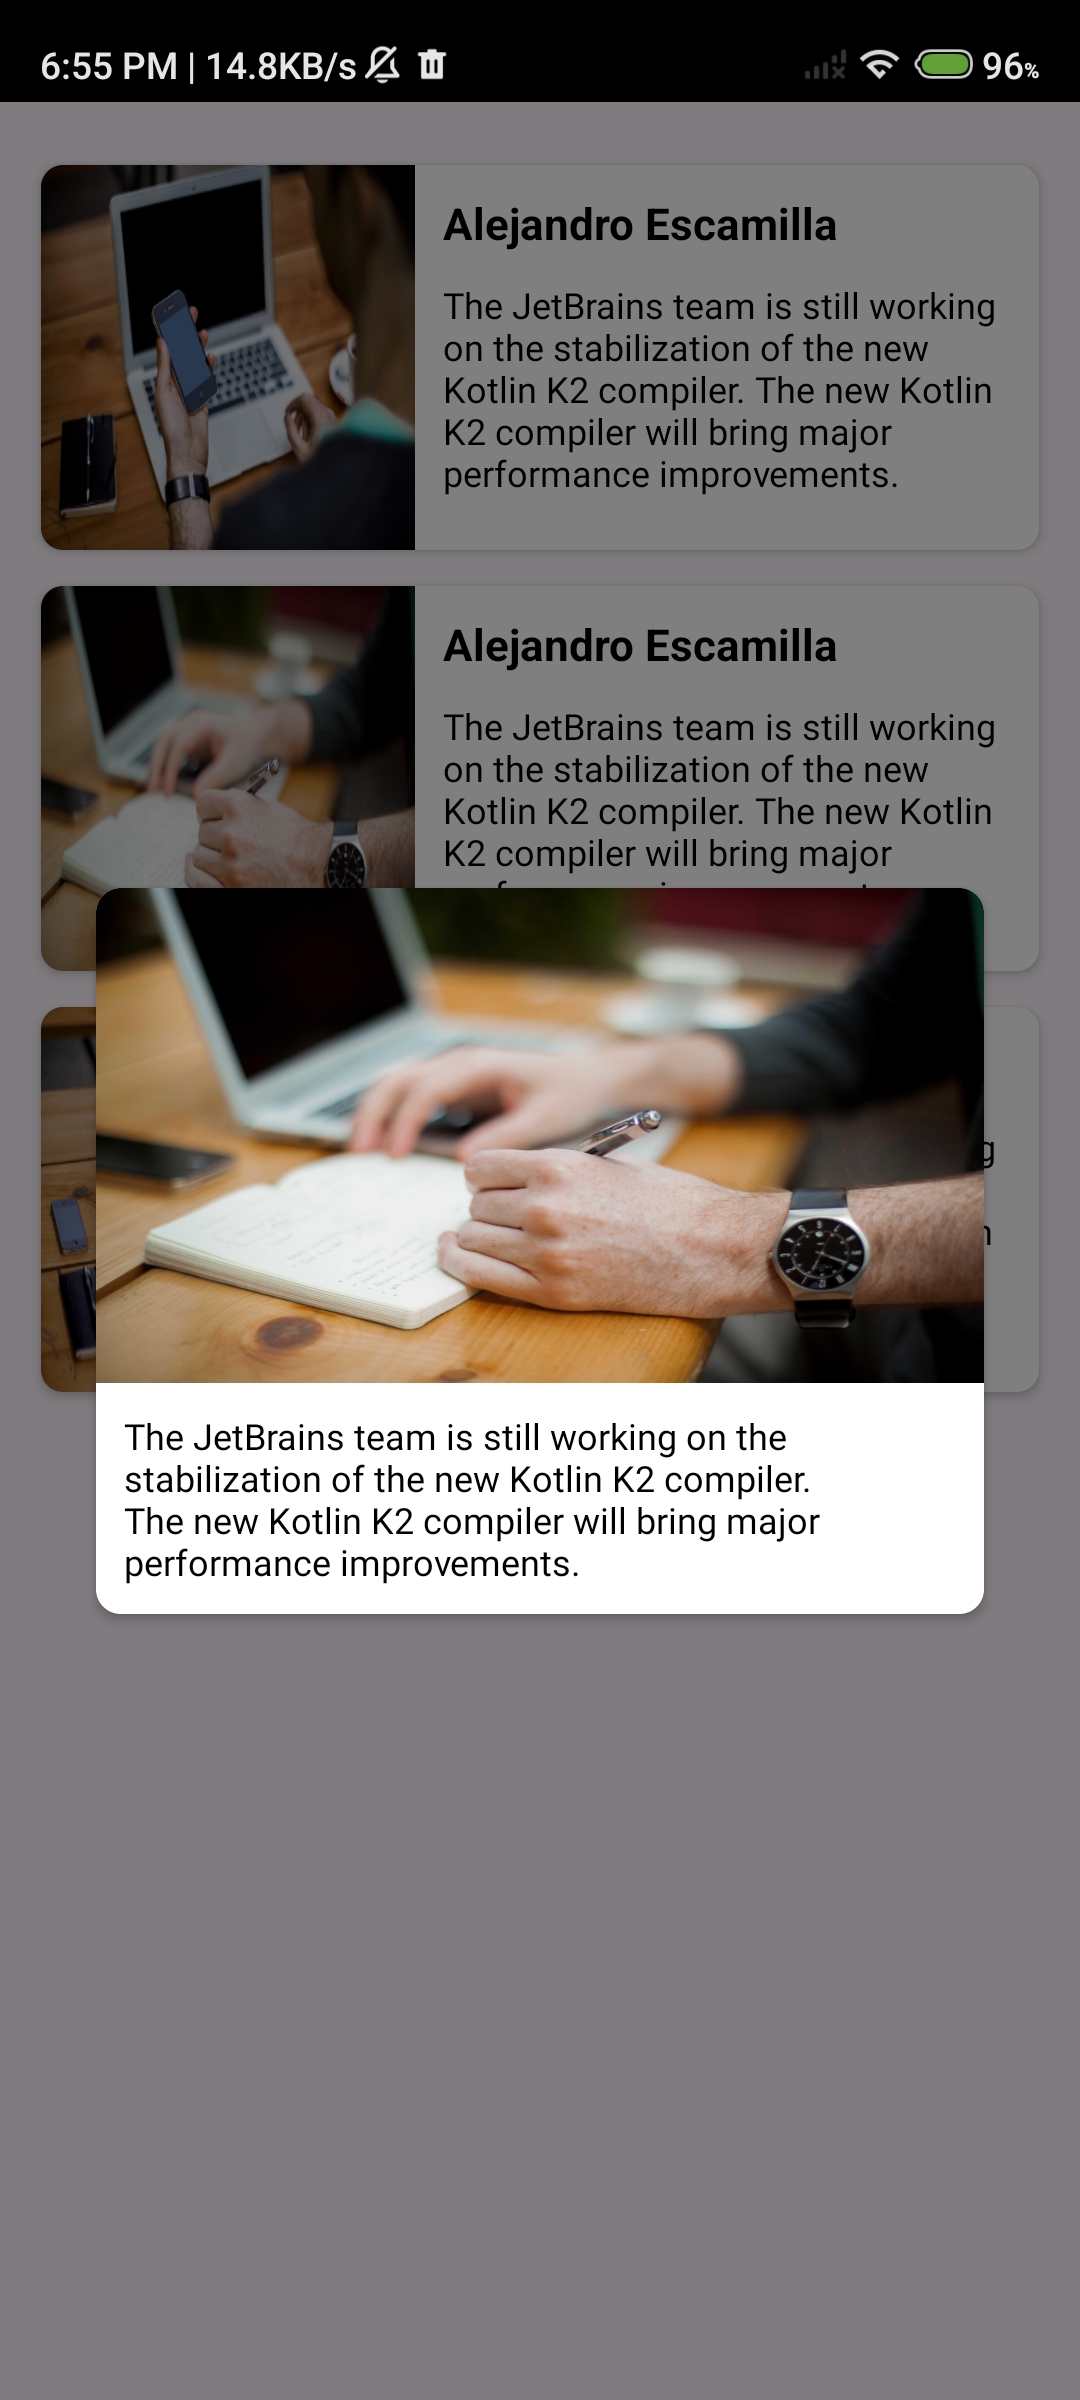 6:55 PM | 14.8KB/s
96%
Alejandro Escamilla
The JetBrains team is still working
on the stabilization of the new
Kotlin K2 compiler. The new Kotlin
K2 compiler will bring major
performance improvements.
Alejandro Escamilla
The JetBrains team is still working
on the stabilization of the new
Kotlin K2 compiler. The new Kotlin
K2 compiler will bring major
The JetBrains team is still working on the
stabilization of the new Kotlin K2 compiler.
The new Kotlin K2 compiler will bring major
performance improvements.